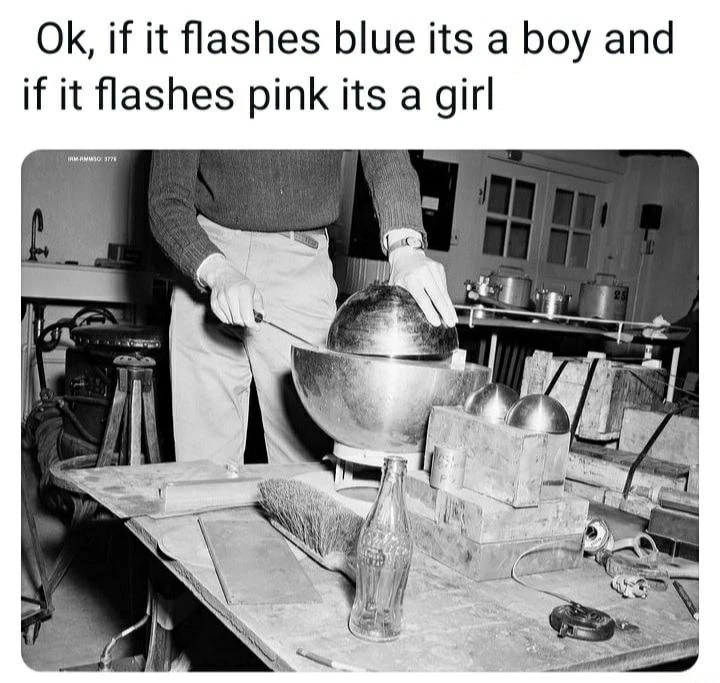 Ok, if it flashes blue its a boy and
if it flashes pink its a girl